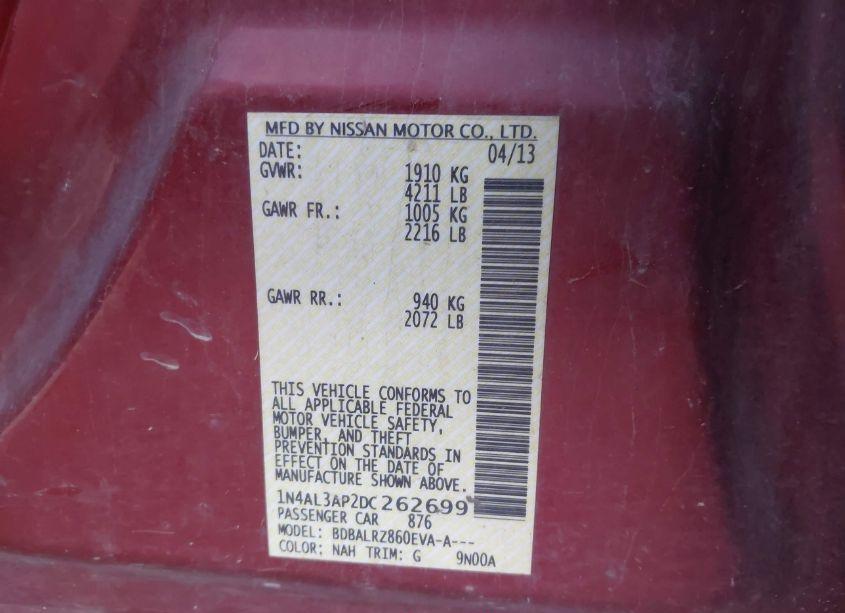 MFD BY NISSAN MOTOR CO., LTD.
DATE: 04/13
GVWR: 1910 KG
4211 LB
GAWR FR.: 1005 KG
2216 LB
GAWR RR.: 940 KG
2072 LB
THIS VEHICLE CONFORMS TO
ALL APPLICABLE FEDERAL
MOTOR VEHICLE SAFETY,
BUMPER, AND THEFT
PREVENTION STANDARDS IN
EFFECT ON THE DATE OF
MANUFACTURE SHOWN ABOVE.
1N4AL3AP2DC262699
PASSENGER CAR 876
MODEL: BDBALRZ860EVA-A---
COLOR: NAH TRIM: G 9N00A